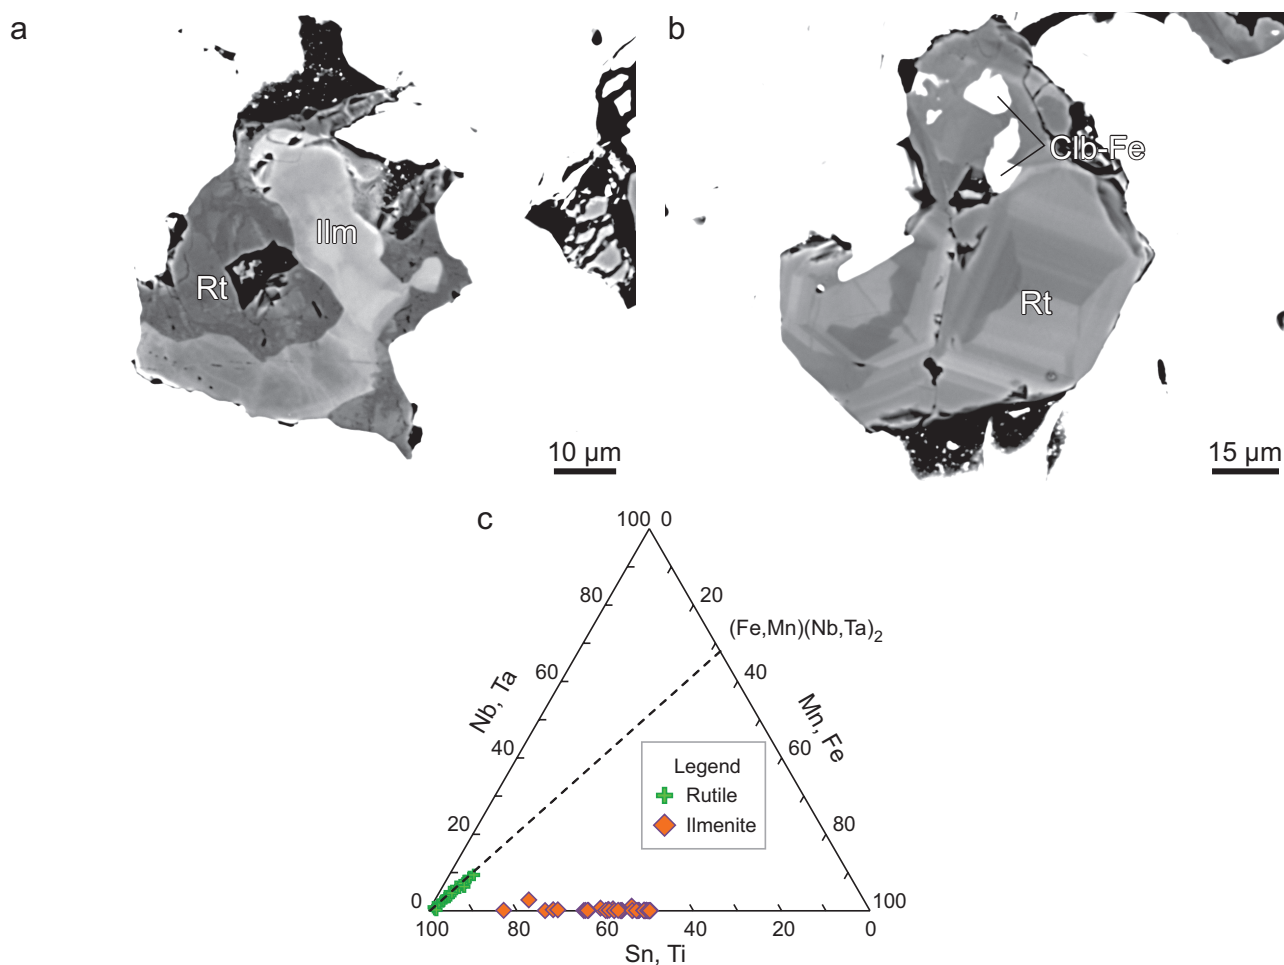 a
Ilm
Rt
10 µm
b
Clb-Fe
Rt
15 µm
c
100 0
80
20
(Fe,Mn)(Nb,Ta)₂
60
40
Nb, Ta
Mn, Fe
40
60
Legend
Rutile
Ilmenite
20
80
0
100
100
80
60
40
20
0
Sn, Ti